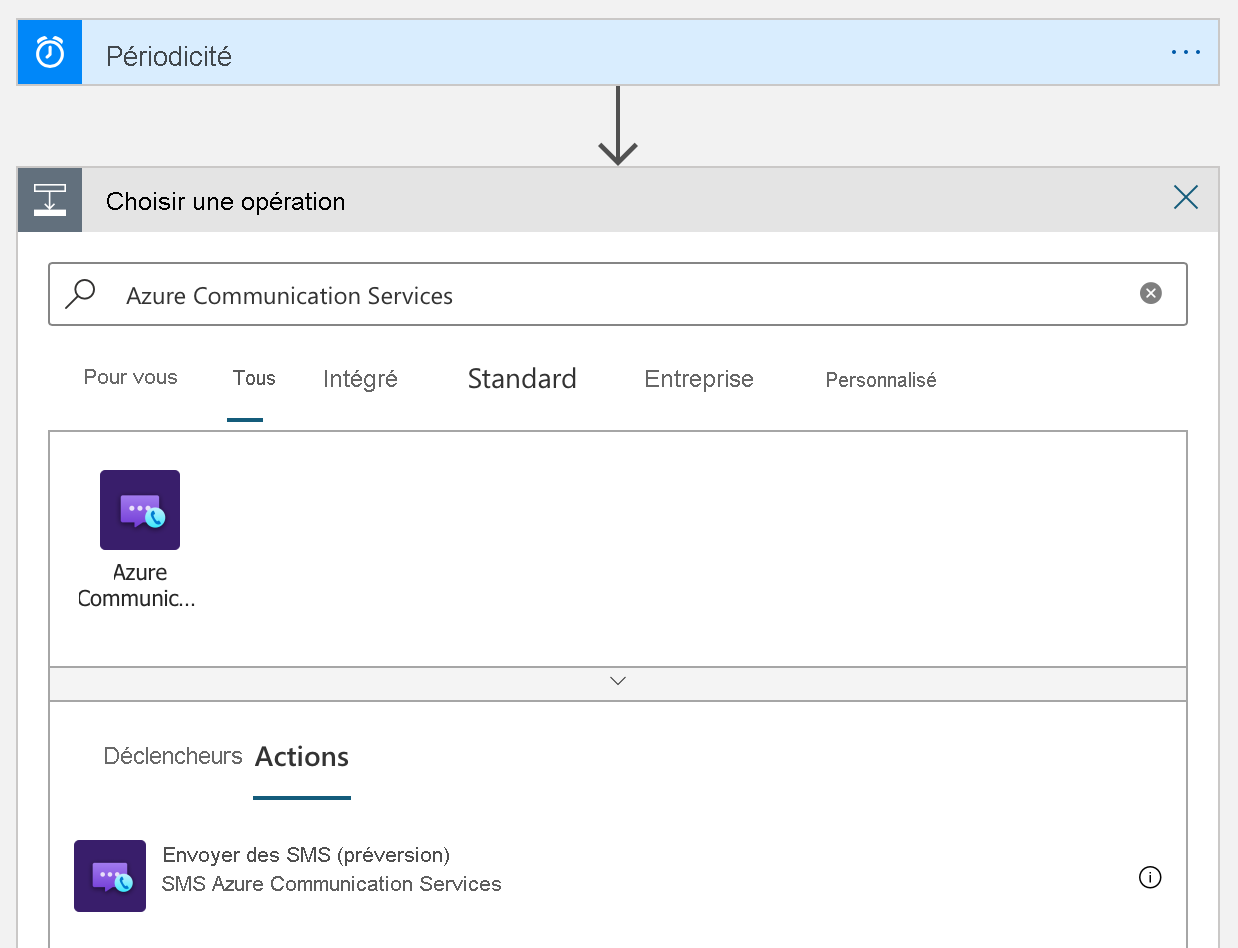 Périodicité
Choisir une opération
Azure Communication Services
Pour vous Tous Intégré Standard Entreprise Personnalisé
Azure
Communic...
Déclencheurs Actions
Envoyer des SMS (préversion)
SMS Azure Communication Services